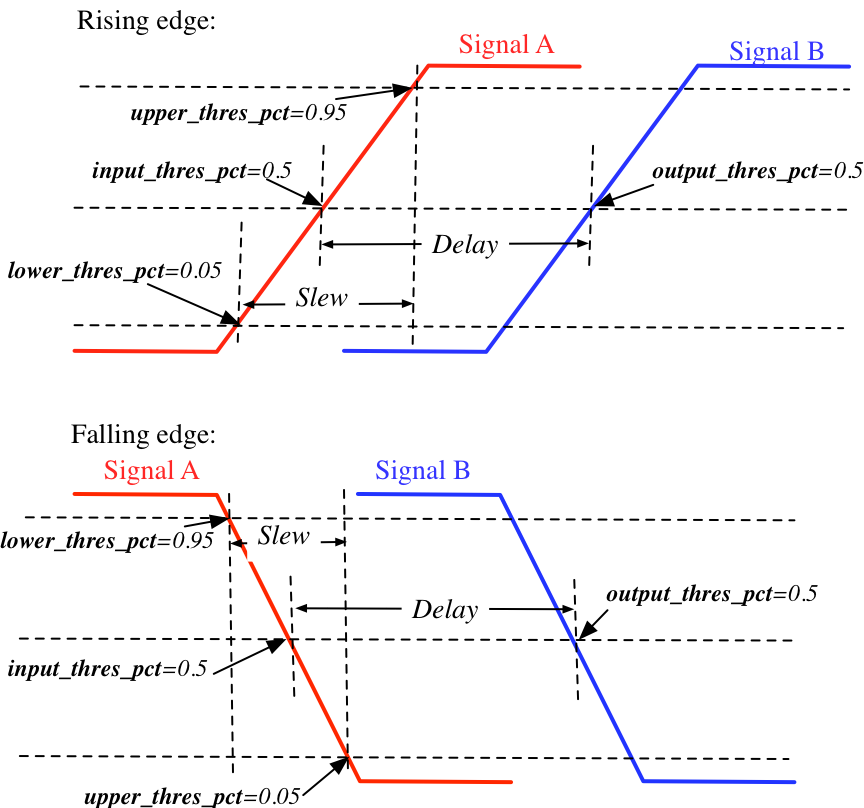 Rising edge:
Signal A
Signal B
upper_thres_pct=0.95
input_thres_pct=0.5
output_thres_pct=0.5
Delay
lower_thres_pct=0.05
Slew
Falling edge:
Signal A
Signal B
lower_thres_pct=0.95
Slew
output_thres_pct=0.5
Delay
input_thres_pct=0.5
upper_thres_pct=0.05